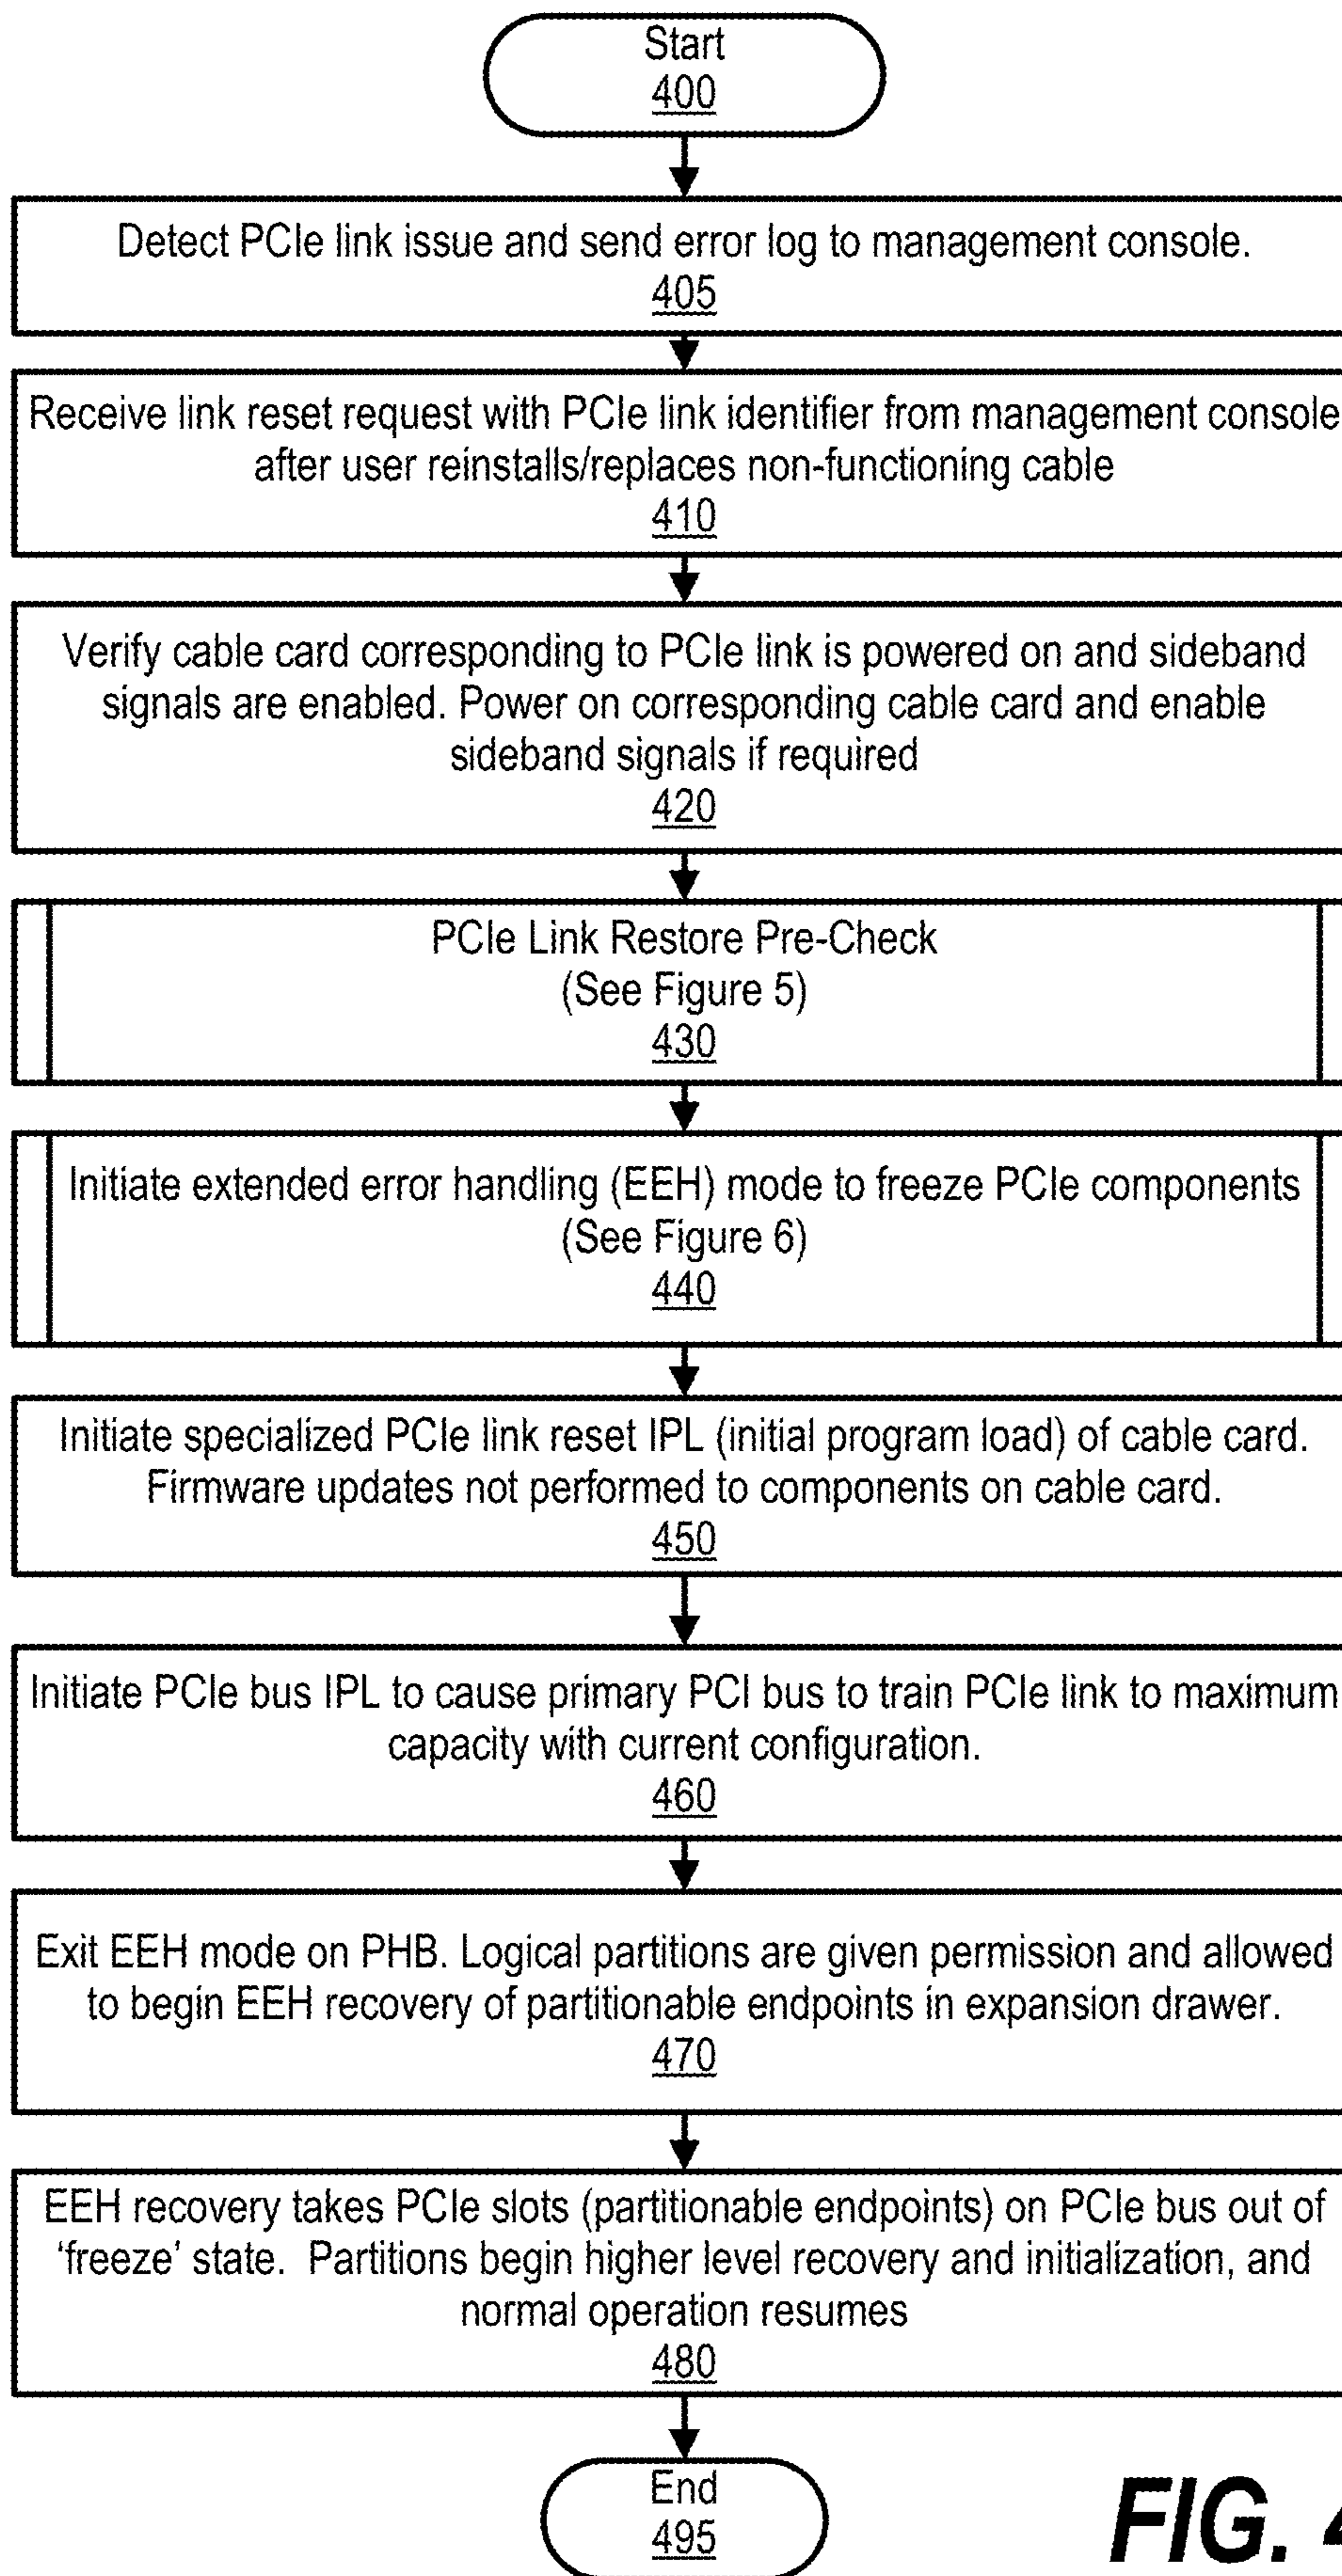 Start
400
Detect PCIe link issue and send error log to management console.
405
Receive link reset request with PCIe link identifier from management console
after user reinstalls/replaces non-functioning cable
410
Verify cable card corresponding to PCIe link is powered on and sideband
signals are enabled. Power on corresponding cable card and enable
sideband signals if required
420
PCIe Link Restore Pre-Check
(See Figure 5)
430
Initiate extended error handling (EEH) mode to freeze PCIe components
(See Figure 6)
440
Initiate specialized PCIe link reset IPL (initial program load) of cable card.
Firmware updates not performed to components on cable card.
450
Initiate PCIe bus IPL to cause primary PCI bus to train PCIe link to maximum
capacity with current configuration.
460
Exit EEH mode on PHB. Logical partitions are given permission and allowed
to begin EEH recovery of partitionable endpoints in expansion drawer.
470
EEH recovery takes PCIe slots (partitionable endpoints) on PCIe bus out of
‘freeze’ state. Partitions begin higher level recovery and initialization, and
normal operation resumes
480
End
495
FIG. 4